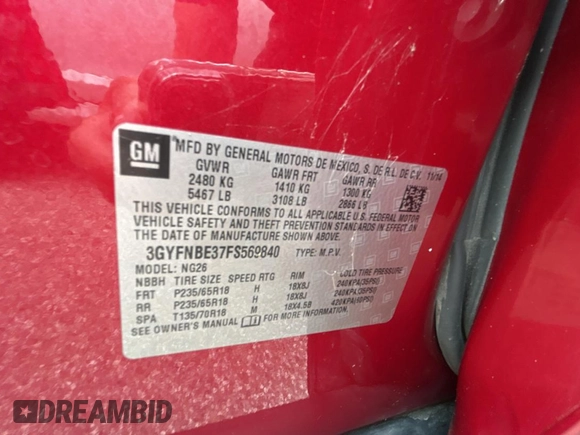 GM
MFD BY GENERAL MOTORS DE MEXICO, S. DE R.L. DE C.V. 11/14
GVWR GAWR FRT GAWR RR
2480 KG 1410 KG 1300 KG
5467 LB 3108 LB 2866 LB
THIS VEHICLE CONFORMS TO ALL APPLICABLE U.S. FEDERAL MOTOR
VEHICLE SAFETY AND THEFT PREVENTION STANDARDS IN EFFECT ON
THE DATE OF MANUFACTURE SHOWN ABOVE.
3GYFNBE37FS569840 TYPE: M.P.V.
MODEL: NG26
NBBH TIRE SIZE SPEED RTG RIM COLD TIRE PRESSURE
FRT P235/65R18 H 18X8J 240KPA(35PSI)
RR P235/65R18 H 18X8J 240KPA(35PSI)
SPA T135/70R18 M 18X4.5B 420KPA(60PSI)
SEE OWNER'S MANUAL FOR MORE INFORMATION.
DREAMBID